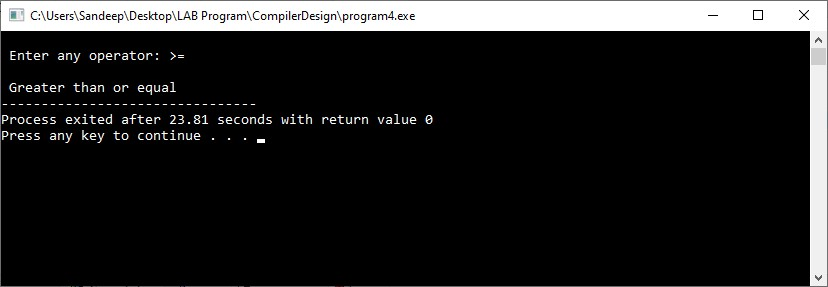 C:\Users\Sandeep\Desktop\LAB Program\CompilerDesign\program4.exe
Enter any operator: >=
Greater than or equal
--------------------------------
Process exited after 23.81 seconds with return value 0
Press any key to continue . . .